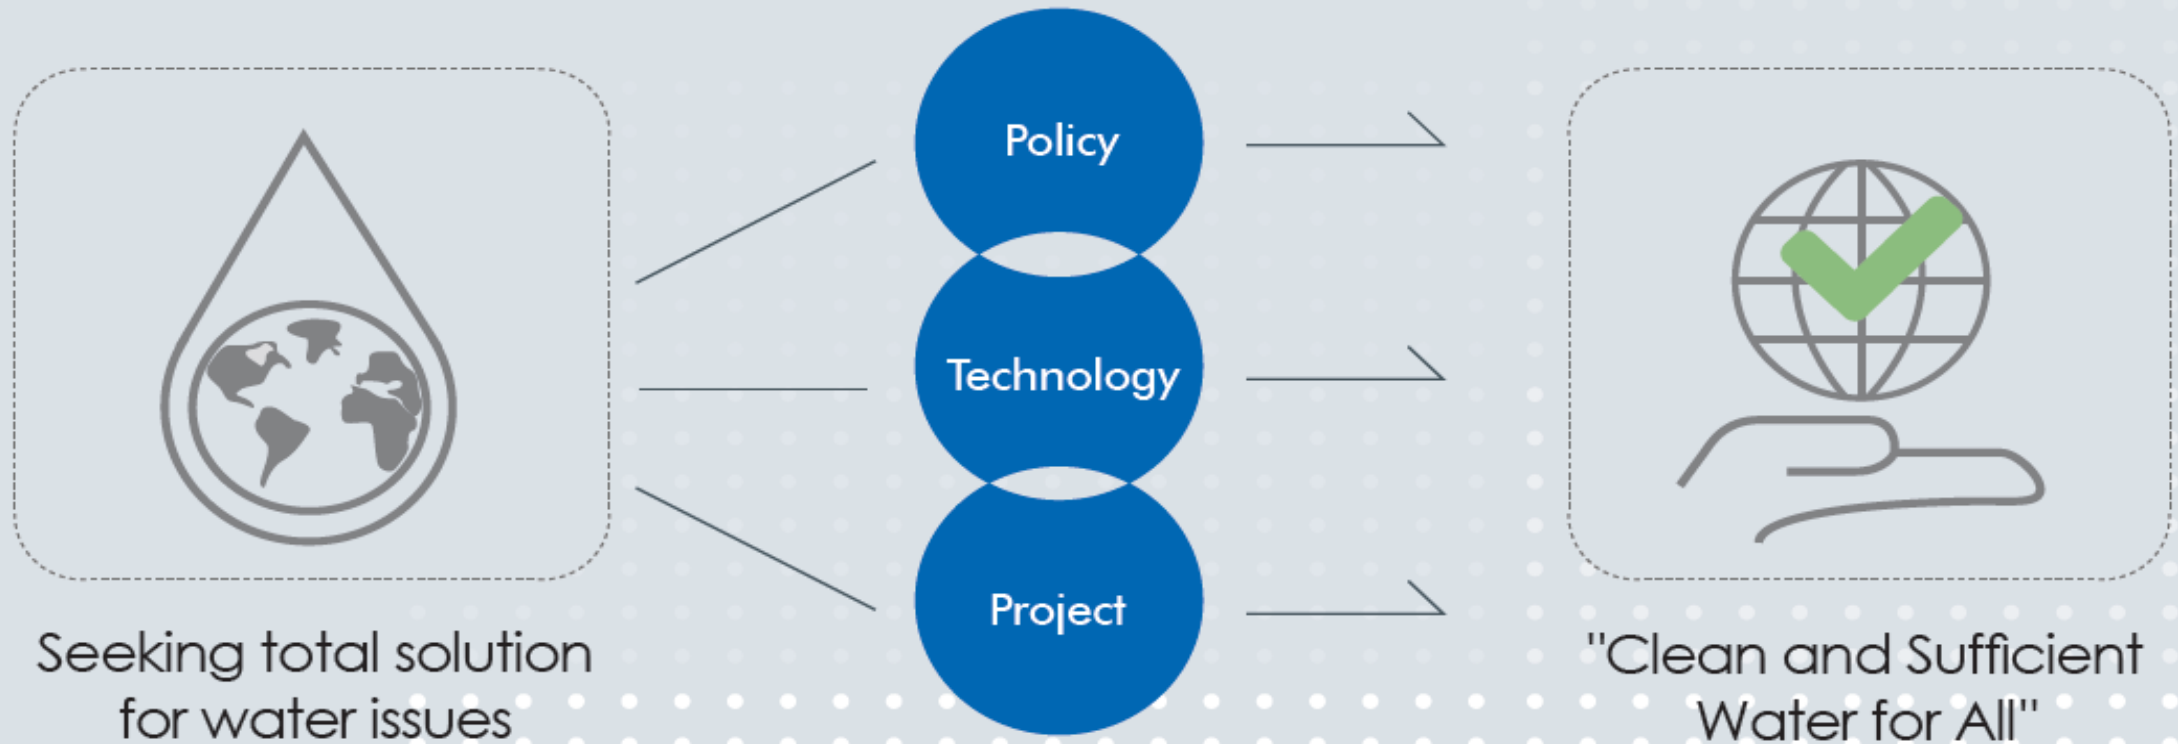 Policy
Technology
Project
Seeking total solution
for water issues
"Clean and Sufficient
Water for All"